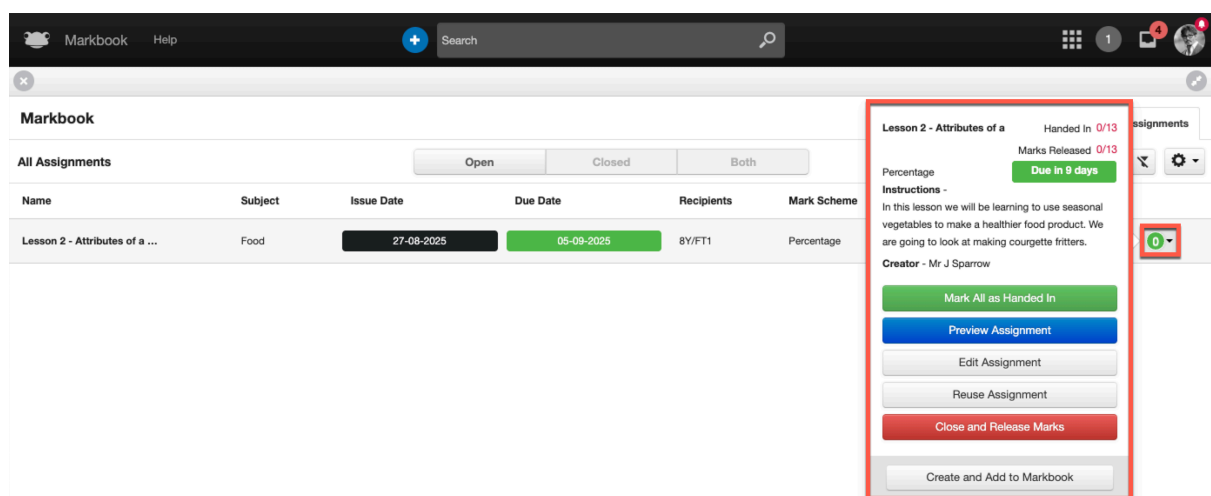 Markbook Help Search 1 4
Markbook
All Assignments Open Closed Both
Name Subject Issue Date Due Date Recipients Mark Scheme
Lesson 2 - Attributes of a ... Food 27-08-2025 05-09-2025 8Y/FT1 Percentage 0
ssignments
Lesson 2 - Attributes of a Handed In 0/13
Marks Released 0/13
Percentage Due in 9 days
Instructions -
In this lesson we will be learning to use seasonal
vegetables to make a healthier food product. We
are going to look at making courgette fritters.
Creator - Mr J Sparrow
Mark All as Handed In
Preview Assignment
Edit Assignment
Reuse Assignment
Close and Release Marks
Create and Add to Markbook